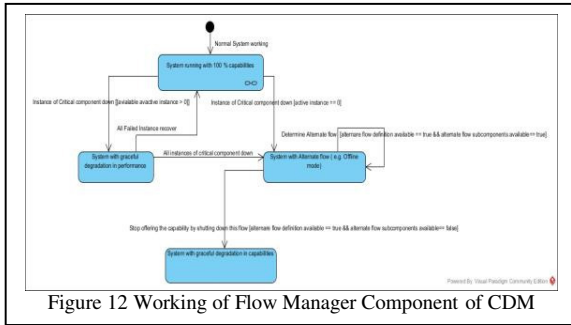 Normal System working
System running with 100 % capabilities
Instance of Critical component down [[available avactive instance > 0]]
Instance of Critical component down [active instance == 0]
All Failed Instance recover
Determine Alternate flow [alternare flow definition available == true && alternate flow subcomponents available==true]
All instances of critical component down
System with graceful
degradation in performance
System with Alternate flow ( e.g. Offline
mode)
Stop offering the capability by shutting down this flow [alternate flow definition available == true && alternate flow subcomponents available== false]
System with graceful degradation in capabilities
Powered By Visual Paradigm Community Edition
Figure 12 Working of Flow Manager Component of CDM